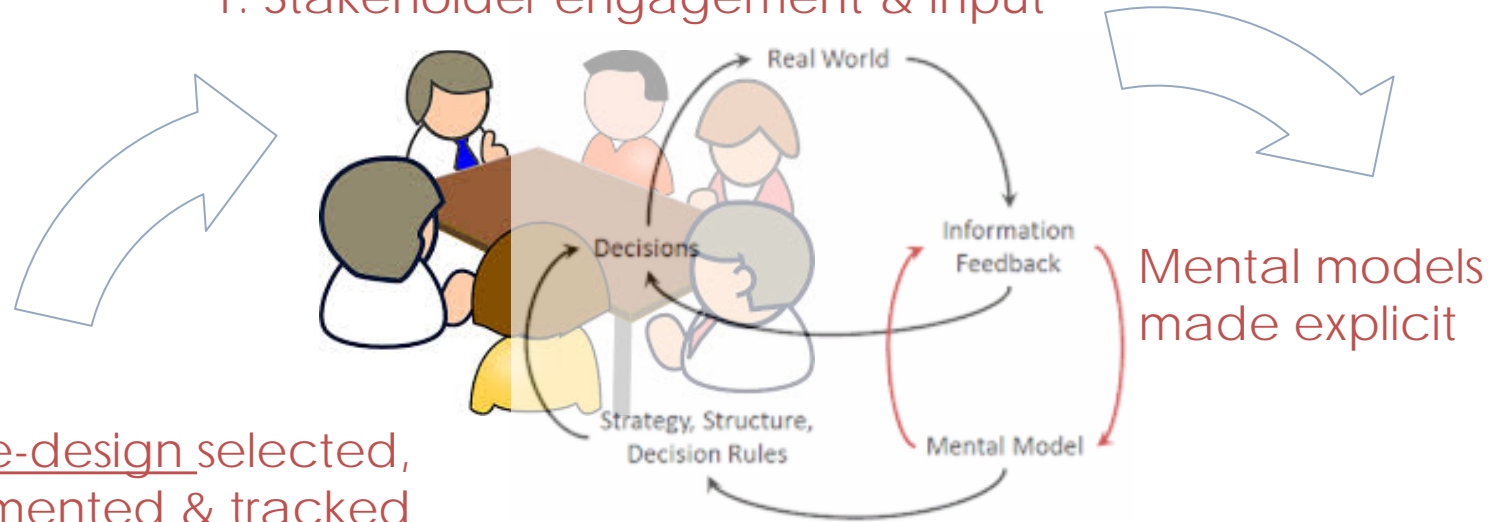 1. Stakeholder engagement & input
Real World
Decisions
Information
Feedback
Mental models
made explicit
Strategy, Structure,
Decision Rules
Mental Model
e-design selected,
mented & tracked